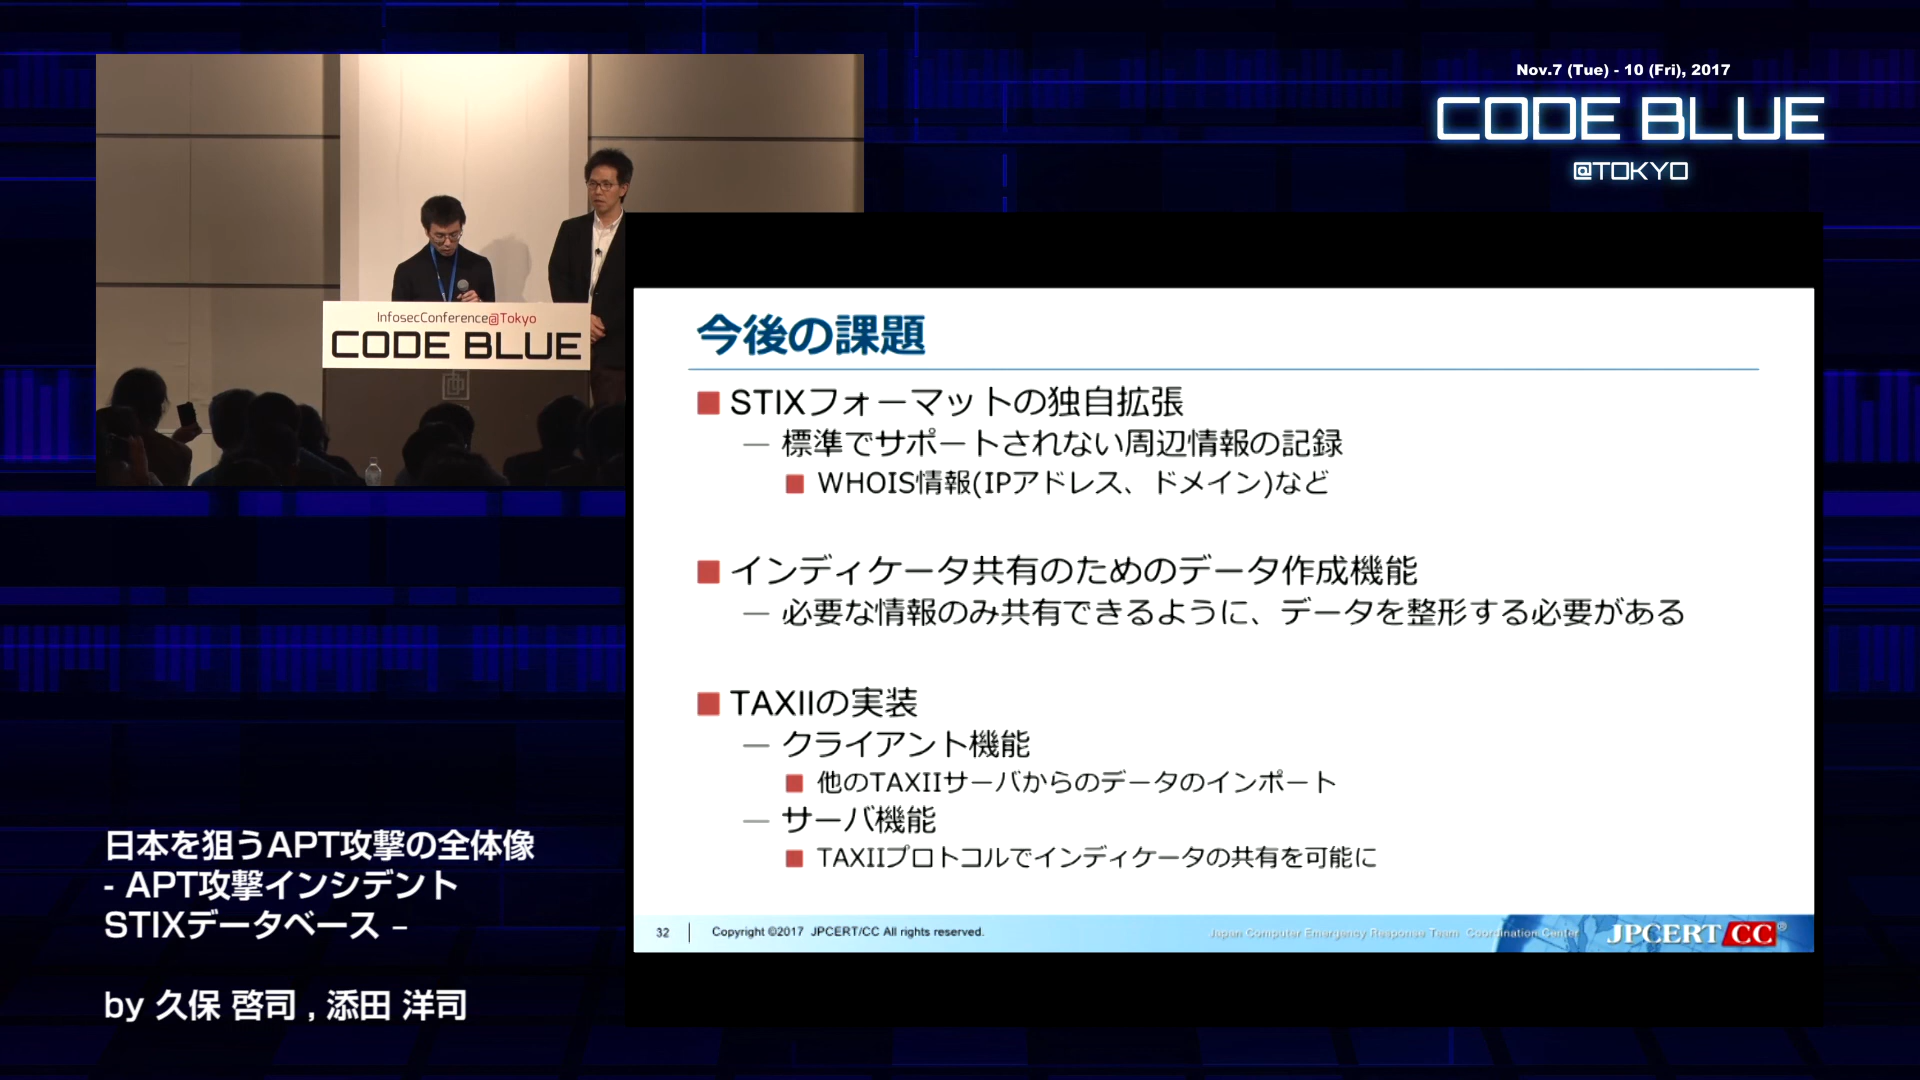 Nov.7 (Tue) - 10 (Fri), 2017
CODE BLUE
@TOKYO
InfosecConference@Tokyo
CODE BLUE
今後の課題
STIXフォーマットの独自拡張
― 標準でサポートされない周辺情報の記録
WHOIS情報(IPアドレス、ドメイン)など
インディケータ共有のためのデータ作成機能
― 必要な情報のみ共有できるように、データを整形する必要がある
TAXIIの実装
― クライアント機能
他のTAXIIサーバからのデータのインポート
― サーバ機能
TAXIIプロトコルでインディケータの共有を可能に
32
Copyright ©2017 JPCERT/CC All rights reserved.
Japan Computer Emergency Response Team Coordination Center
JPCERT CC®
日本を狙うAPT攻撃の全体像
- APT攻撃インシデント
STIXデータベース –
by 久保 啓司 , 添田 洋司